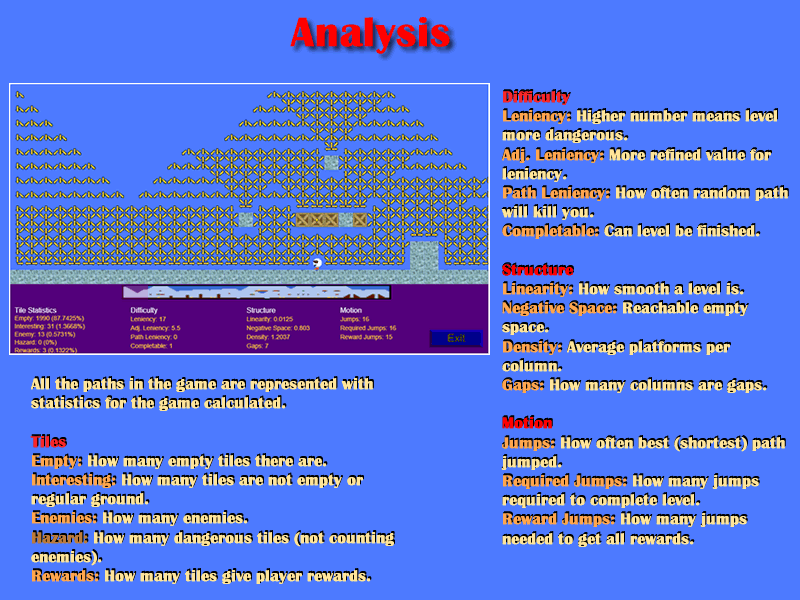 Analysis
Tile Statistics
Empty: 1990 (87.7425%)
Interesting: 31 (1.3668%)
Enemy: 13 (0.5731%)
Hazard: 0 (0%)
Rewards: 3 (0.1322%)
Difficulty
Leniency: 17
Adj. Leniency: 5.5
Path Leniency: 0
Completable: 1
Structure
Linearity: 0.0125
Negative Space: 0.803
Density: 1.2037
Gaps: 7
Motion
Jumps: 16
Required Jumps: 16
Reward Jumps: 15
Exit
All the paths in the game are represented with
statistics for the game calculated.
Tiles
Empty: How many empty tiles there are.
Interesting: How many tiles are not empty or
regular ground.
Enemies: How many enemies.
Hazard: How many dangerous tiles (not counting
enemies).
Rewards: How many tiles give player rewards.
Difficulty
Leniency: Higher number means level
more dangerous.
Adj. Leniency: More refined value for
leniency.
Path Leniency: How often random path
will kill you.
Completable: Can level be finished.
Structure
Linearity: How smooth a level is.
Negative Space: Reachable empty
space.
Density: Average platforms per
column.
Gaps: How many columns are gaps.
Motion
Jumps: How often best (shortest) path
jumped.
Required Jumps: How many jumps
required to complete level.
Reward Jumps: How many jumps
needed to get all rewards.